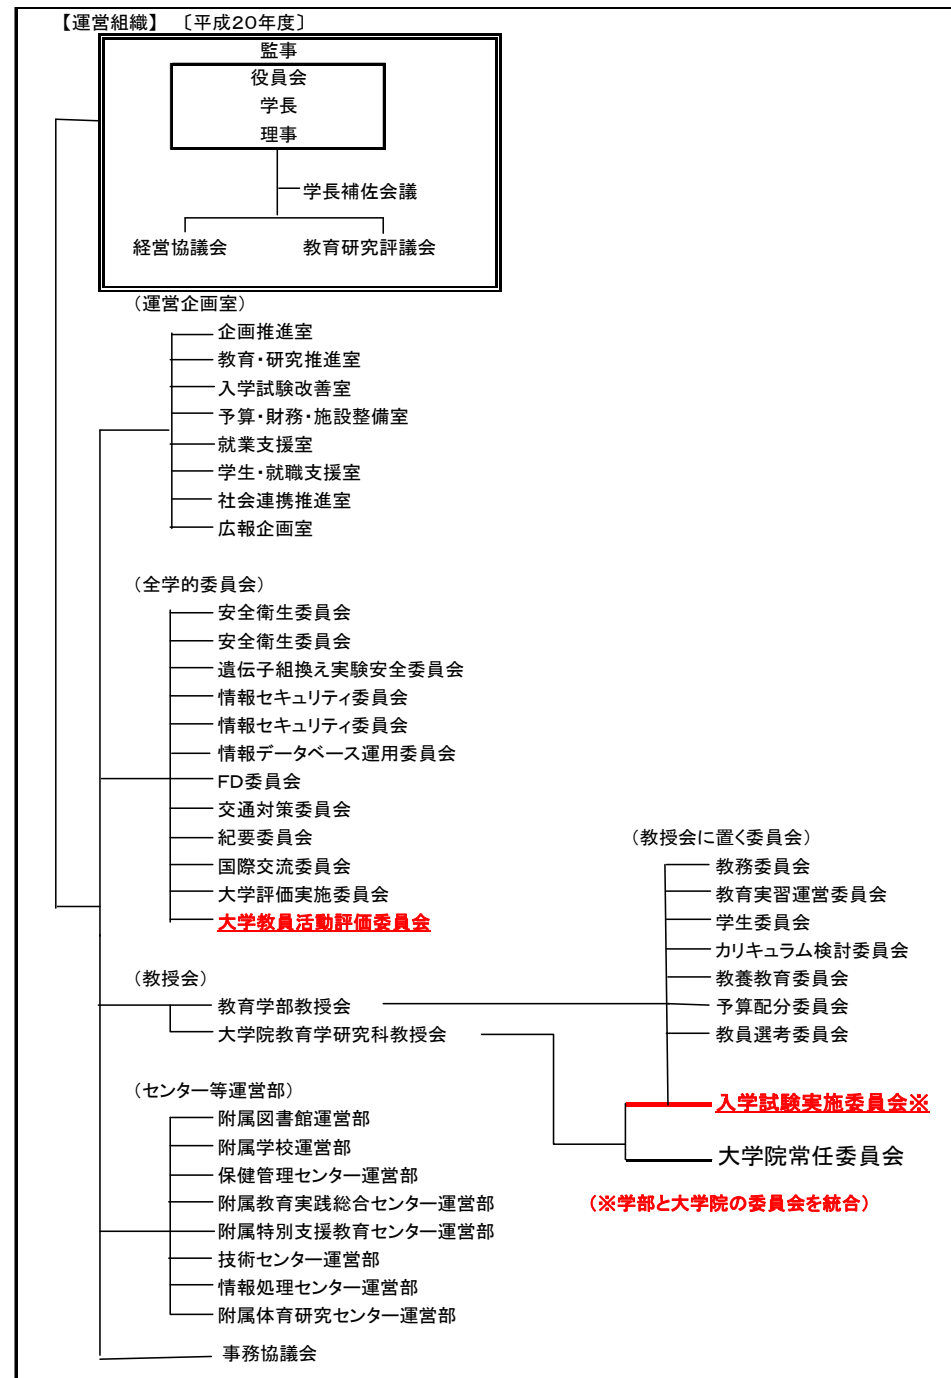 【運営組織】 〔平成20年度〕
監事
役員会
学長
理事
学長補佐会議
経営協議会 教育研究評議会
（運営企画室）
企画推進室
教育・研究推進室
入学試験改善室
予算・財務・施設整備室
就業支援室
学生・就職支援室
社会連携推進室
広報企画室
（全学的委員会）
安全衛生委員会
安全衛生委員会
遺伝子組換え実験安全委員会
情報セキュリティ委員会
情報セキュリティ委員会
情報データベース運用委員会
FD委員会
交通対策委員会
紀要委員会
国際交流委員会
大学評価実施委員会
大学教員活動評価委員会
（教授会）
教育学部教授会
大学院教育学研究科教授会
（教授会に置く委員会）
教務委員会
教育実習運営委員会
学生委員会
カリキュラム検討委員会
教養教育委員会
予算配分委員会
教員選考委員会
入学試験実施委員会※
大学院常任委員会
（※学部と大学院の委員会を統合）
（センター等運営部）
附属図書館運営部
附属学校運営部
保健管理センター運営部
附属教育実践総合センター運営部
附属特別支援教育センター運営部
技術センター運営部
情報処理センター運営部
附属体育研究センター運営部
事務協議会